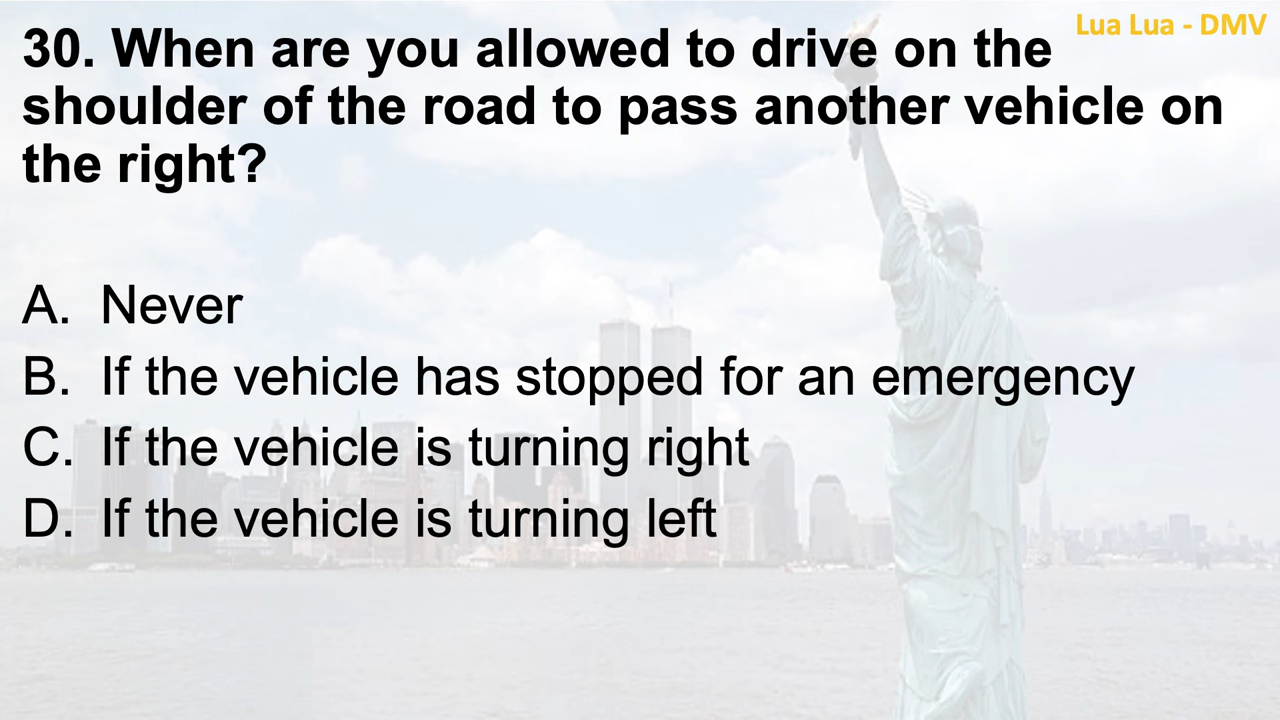 Lua Lua - DMV
30. When are you allowed to drive on the
shoulder of the road to pass another vehicle on
the right?
A. Never
B. If the vehicle has stopped for an emergency
C. If the vehicle is turning right
D. If the vehicle is turning left